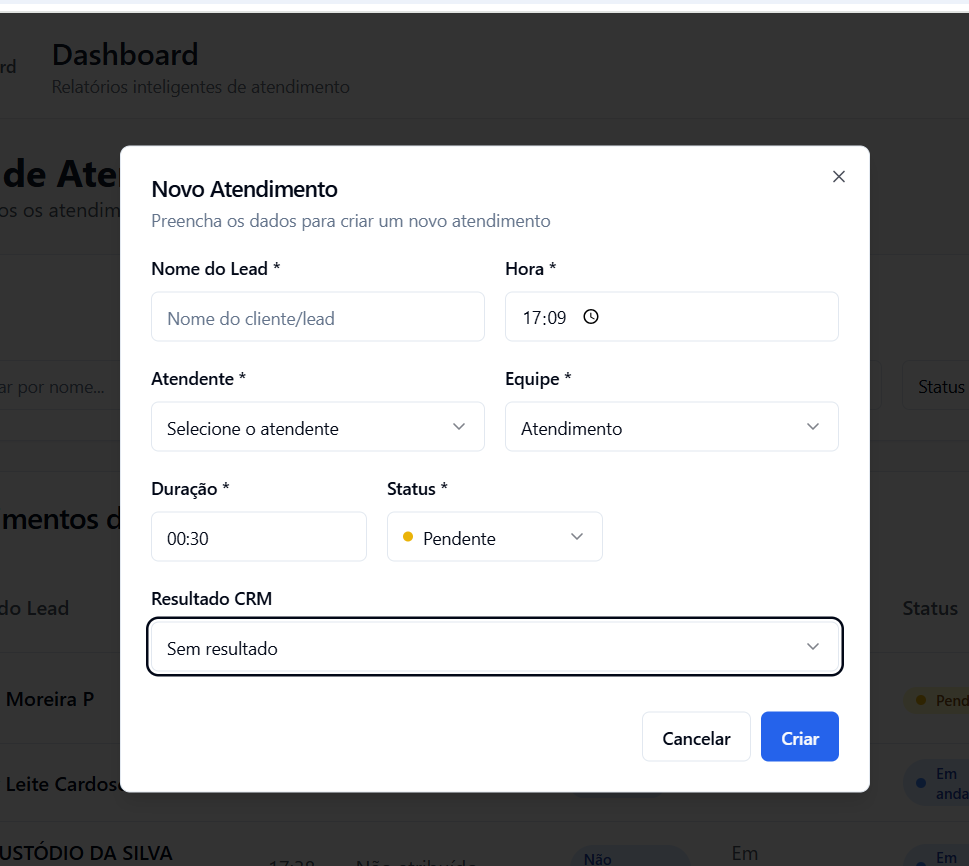 rd
Dashboard
Relatórios inteligentes de atendimento
de Ate
os os atendim
Novo Atendimento
Preencha os dados para criar um novo atendimento
Nome do Lead *
Hora *
Nome do cliente/lead
17:09
ar por nome...
Status
Atendente *
Equipe *
Selecione o atendente
Atendimento
Duração *
Status *
mentos d
00:30
Pendente
Resultado CRM
do Lead
Status
Sem resultado
Moreira P
Pend
Cancelar
Criar
Leite Cardos
Em
anda
USTÓDIO DA SILVA
17:38
Não atribuído
Não
Em
Em